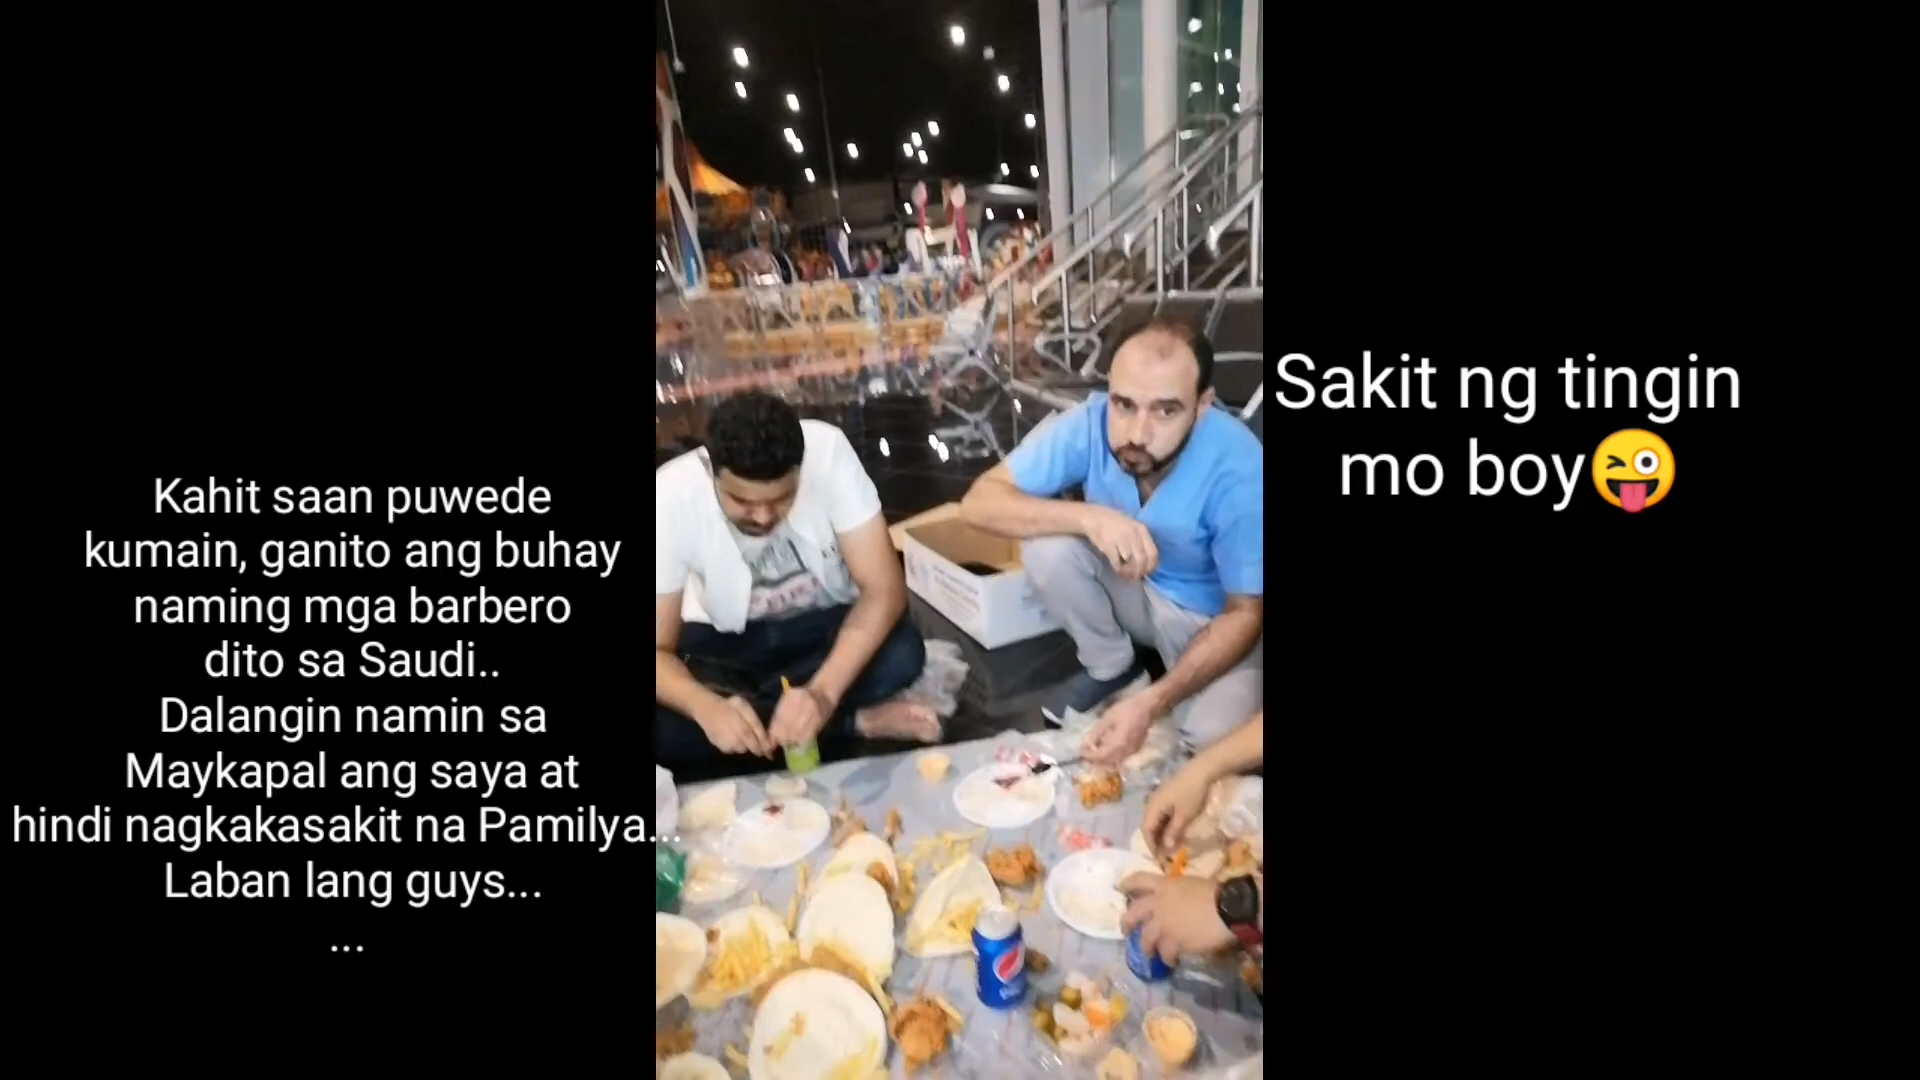 Kahit saan puwede
kumain, ganito ang buhay
naming mga barbero
dito sa Saudi..
Dalangin namin sa
Maykapal ang saya at
hindi nagkakasakit na Pamilya...
Laban lang guys...
...
Sakit ng tingin
mo boy😜